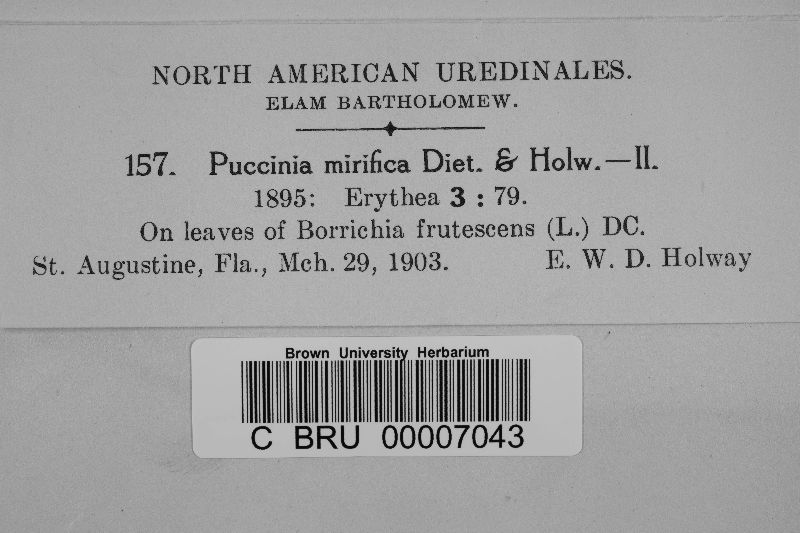 NORTH AMERICAN UREDINALES.
ELAM BARTHOLOMEW.
157. Puccinia mirifica Diet. & Holw.—II.
1895: Erythea 3 : 79.
On leaves of Borrichia frutescens (L.) DC.
St. Augustine, Fla., Mch. 29, 1903. E. W. D. Holway
Brown University Herbarium
C BRU 00007043